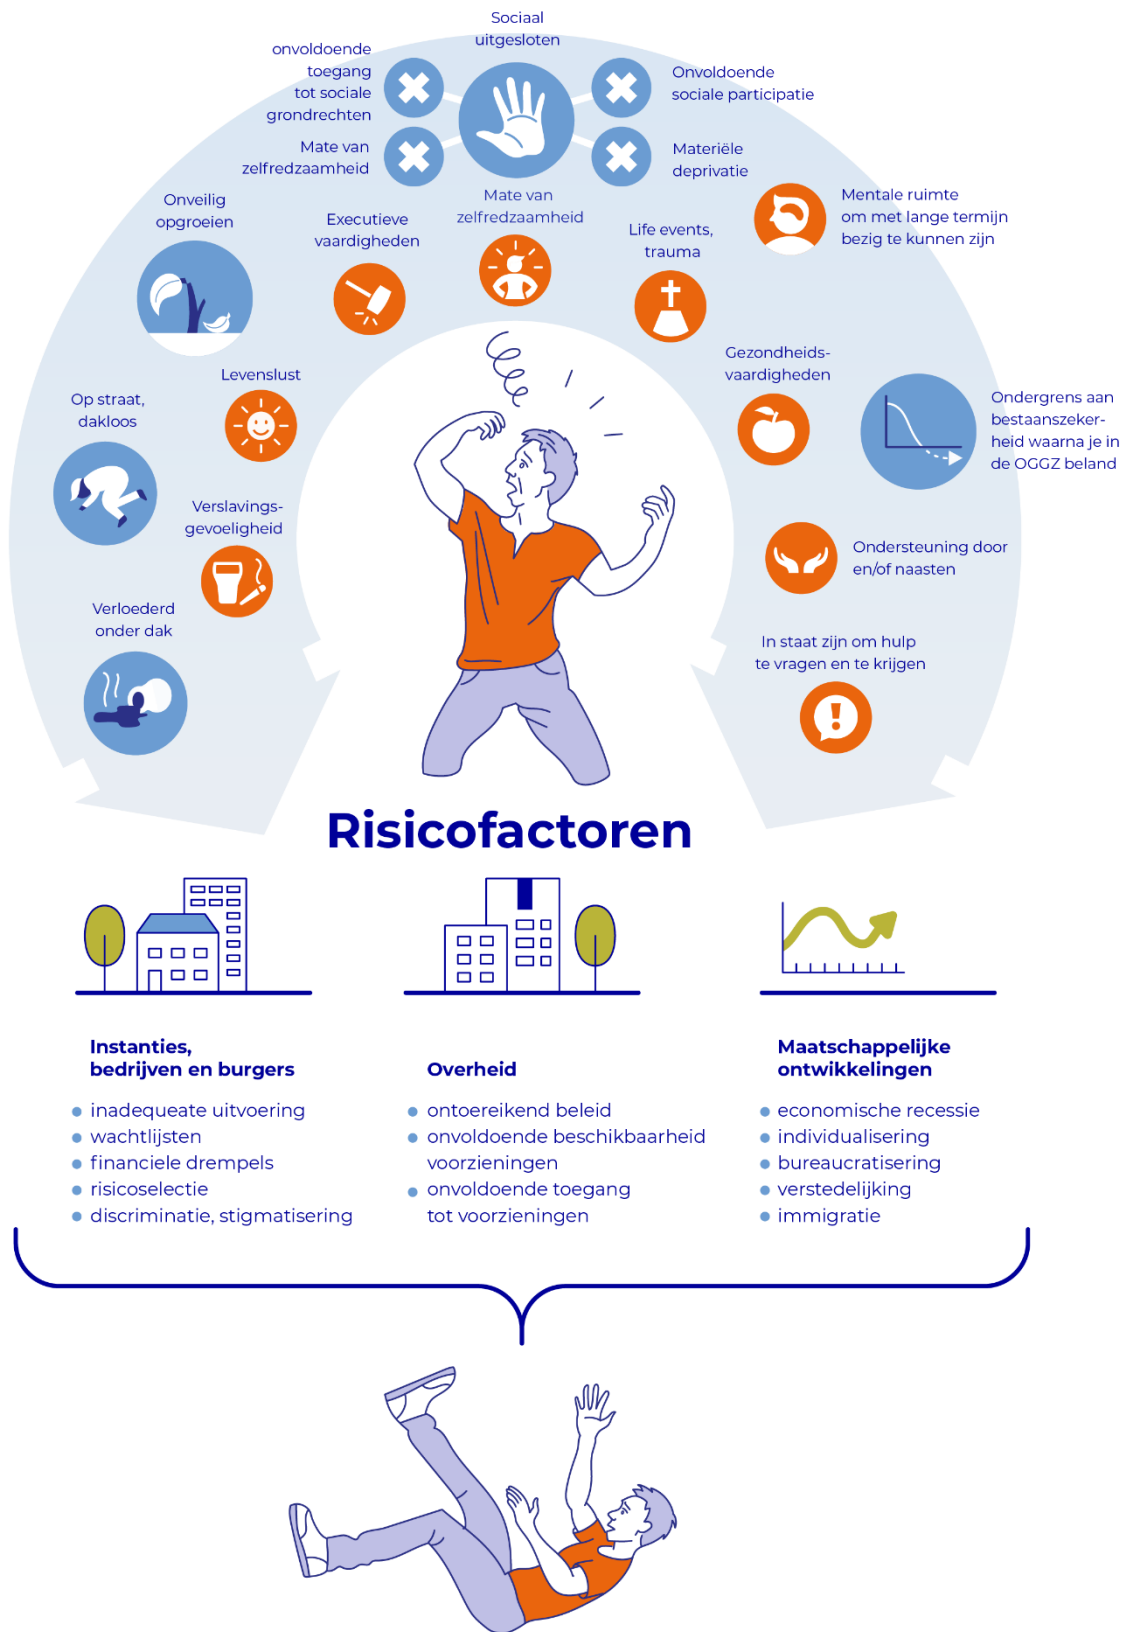 Sociaal
uitgesloten
onvoldoende
toegang
tot sociale
grondrechten
Mate van
zelfredzaamheid
Onvoldoende
sociale participatie
Materiële
deprivatie
Mate van
zelfredzaamheid
Mentale ruimte
om met lange termijn
bezig te kunnen zijn
Onveilig
opgroeien
Executieve
vaardigheden
Life events,
trauma
Levenslust
Gezondheids-
vaardigheden
Op straat,
dakloos
Ondergrens aan
bestaanszeker-
heid waarna je in
de OGGZ beland
Verslavings-
gevoeligheid
Ondersteuning door
en/of naasten
Verloederd
onder dak
In staat zijn om hulp
te vragen en te krijgen
Risicofactoren
Instanties,
bedrijven en burgers
inadequeate uitvoering
wachtlijsten
financiele drempels
risicoselectie
discriminatie, stigmatisering
Overheid
ontoereikend beleid
onvoldoende beschikbaarheid
voorzieningen
onvoldoende toegang
tot voorzieningen
Maatschappelijke
ontwikkelingen
economische recessie
individualisering
bureaucratisering
verstedelijking
immigratie